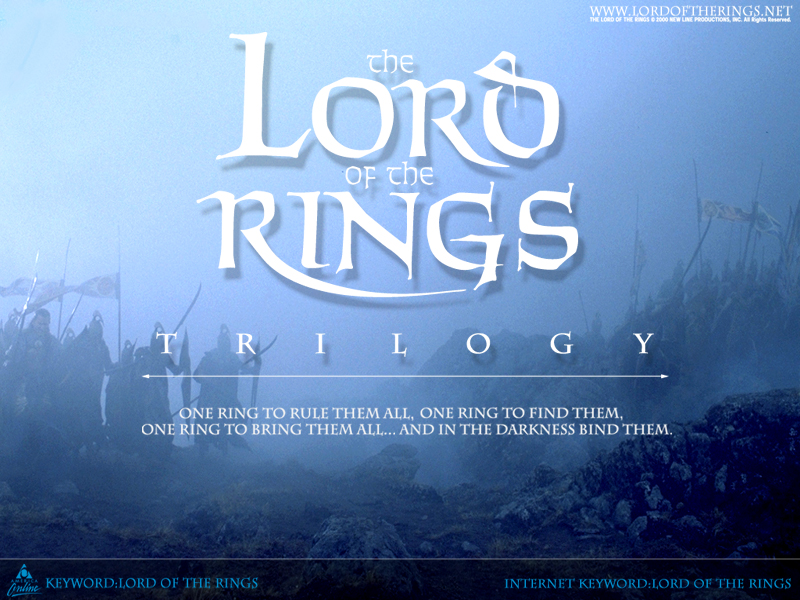 WWW.LORDOFTHERINGS.NET
THE LORD OF THE RINGS © 2000 NEW LINE PRODUCTIONS, INC. All Rights Reserved.
the
LORD
OF the
RINGS
TRILOGY
ONE RING TO RULE THEM ALL, ONE RING TO FIND THEM,
ONE RING TO BRING THEM ALL... AND IN THE DARKNESS BIND THEM.
AMERICA
Online
KEYWORD:LORD OF THE RINGS
INTERNET KEYWORD:LORD OF THE RINGS